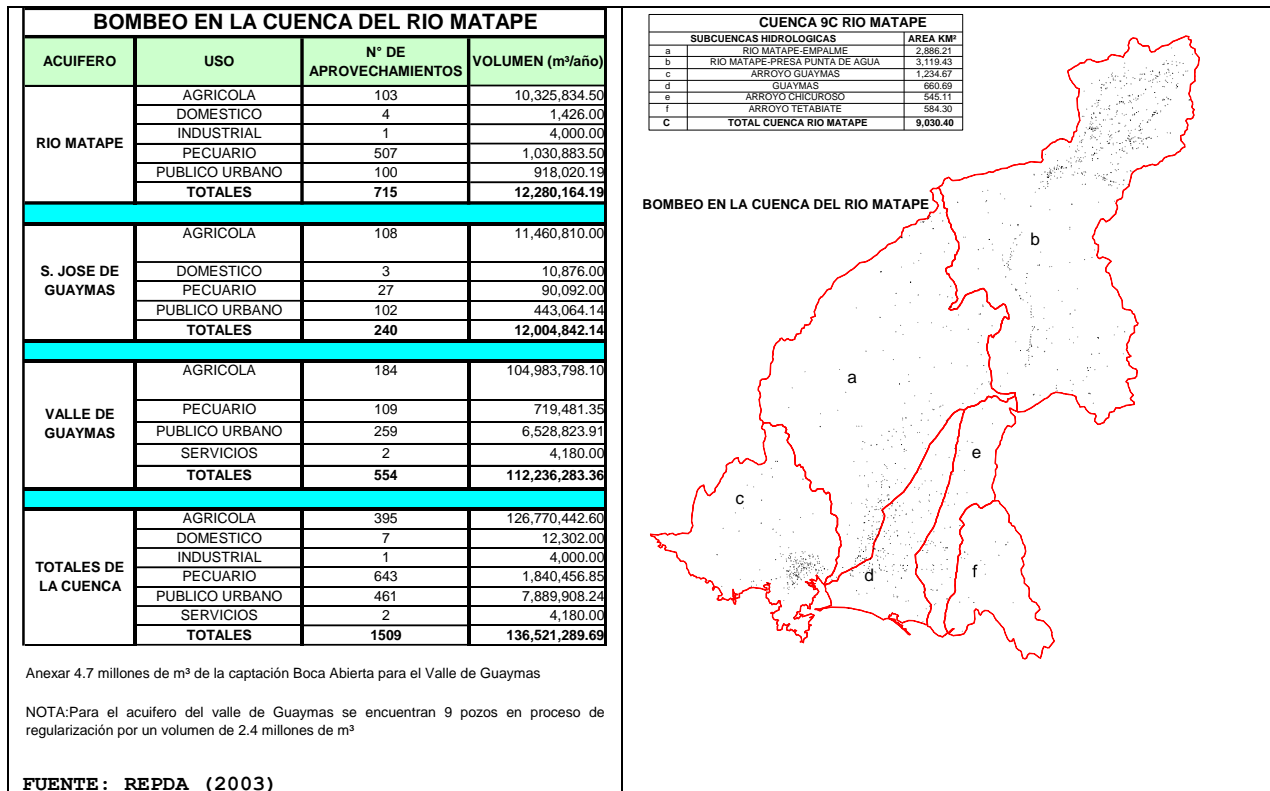 BOMBEO EN LA CUENCA DEL RIO MATAPE
ACUIFERO USO N° DE APROVECHAMIENTOS VOLUMEN (m³/año)
RIO MATAPE
AGRICOLA 103 10,325,834.50
DOMESTICO 4 1,426.00
INDUSTRIAL 1 4,000.00
PECUARIO 507 1,030,883.50
PUBLICO URBANO 100 918,020.19
TOTALES 715 12,280,164.19
S. JOSE DE GUAYMAS
AGRICOLA 108 11,460,810.00
DOMESTICO 3 10,876.00
PECUARIO 27 90,092.00
PUBLICO URBANO 102 443,064.14
TOTALES 240 12,004,842.14
VALLE DE GUAYMAS
AGRICOLA 184 104,983,798.10
PECUARIO 109 719,481.35
PUBLICO URBANO 259 6,528,823.91
SERVICIOS 2 4,180.00
TOTALES 554 112,236,283.36
TOTALES DE LA CUENCA
AGRICOLA 395 126,770,442.60
DOMESTICO 7 12,302.00
INDUSTRIAL 1 4,000.00
PECUARIO 643 1,840,456.85
PUBLICO URBANO 461 7,889,908.24
SERVICIOS 2 4,180.00
TOTALES 1509 136,521,289.69
Anexar 4.7 millones de m³ de la captación Boca Abierta para el Valle de Guaymas
NOTA:Para el acuifero del valle de Guaymas se encuentran 9 pozos en proceso de
regularización por un volumen de 2.4 millones de m³
FUENTE: REPDA (2003)
CUENCA 9C RIO MATAPE
SUBCUENCAS HIDROLOGICAS AREA KM²
a RIO MATAPE-EMPALME 2,886.21
b RIO MATAPE-PRESA PUNTA DE AGUA 3,119.43
c ARROYO GUAYMAS 1,234.67
d GUAYMAS 660.69
e ARROYO CHICUROSO 545.11
f ARROYO TETABIATE 584.30
C TOTAL CUENCA RIO MATAPE 9,030.40
BOMBEO EN LA CUENCA DEL RIO MATAPE
b
a
e
c
d
f